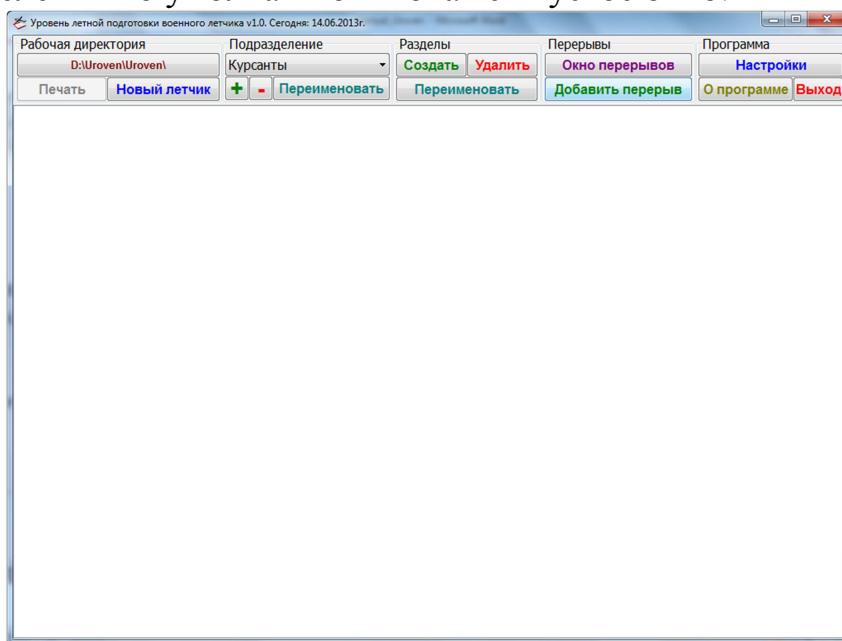 Уровень летной подготовки военного летчика v1.0. Сегодня: 14.06.2013г.
Рабочая директория Подразделение Разделы Перерывы Программа
D:\Uroven\Uroven\ Курсанты Создать Удалить Окно перерывов Настройки
Печать Новый летчик + - Переименовать Переименовать Добавить перерыв О программе Выход